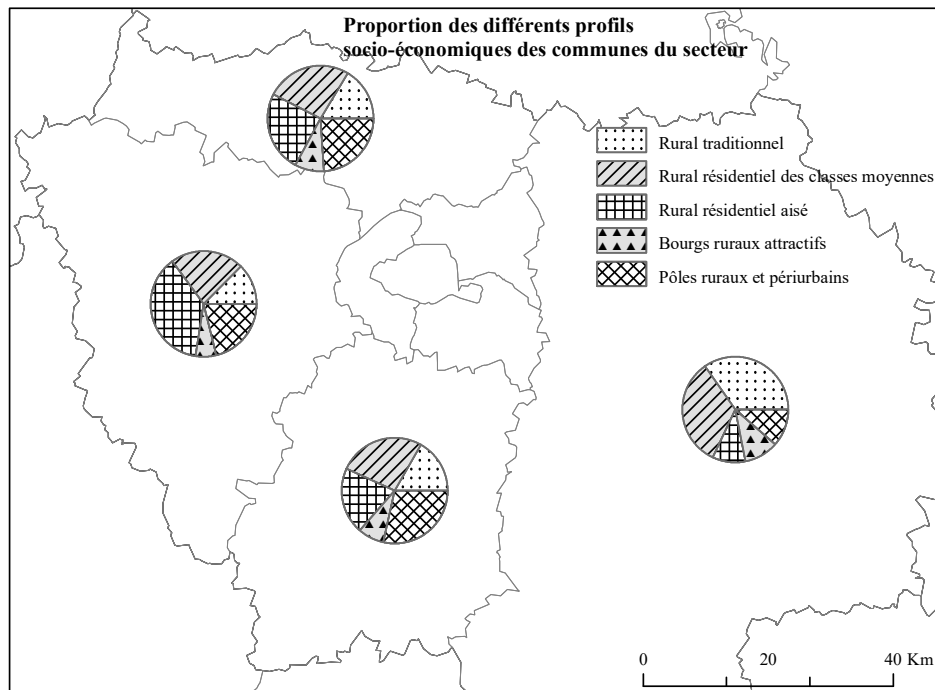 Proportion des différents profils
socio-économiques des communes du secteur
Rural traditionnel
Rural résidentiel des classes moyennes
Rural résidentiel aisé
Bourgs ruraux attractifs
Pôles ruraux et périurbains
0 20 40 Km